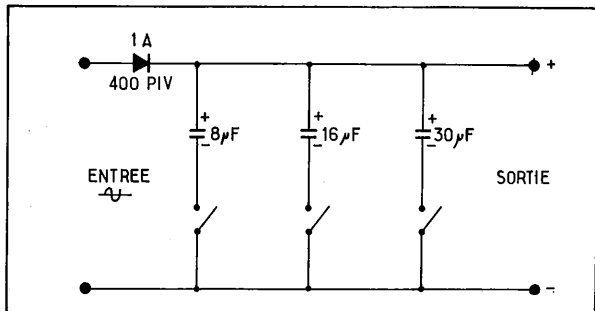 1 A
400 PIV
+
+
8µF
-
+
16µF
-
+
30µF
-
ENTREE
SORTIE
-